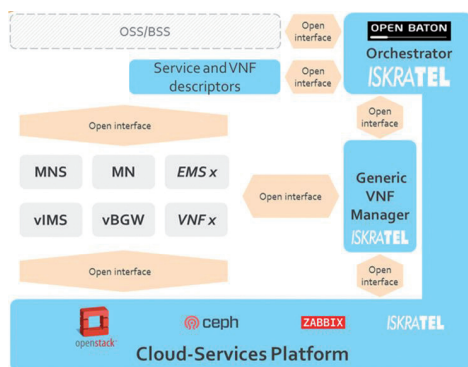 OSS/BSS
Open
interface
OPEN BATON
Orchestrator
ISKRATEL
Service and VNF
descriptors
Open
interface
Open interface
Open
interface
MNS
MN
EMS x
Open interface
Generic
VNF
Manager
ISKRATEL
vIMS
vBGW
VNF x
Open interface
Open
interface
openstack
ceph
ZABBIX
ISKRATEL
Cloud-Services Platform